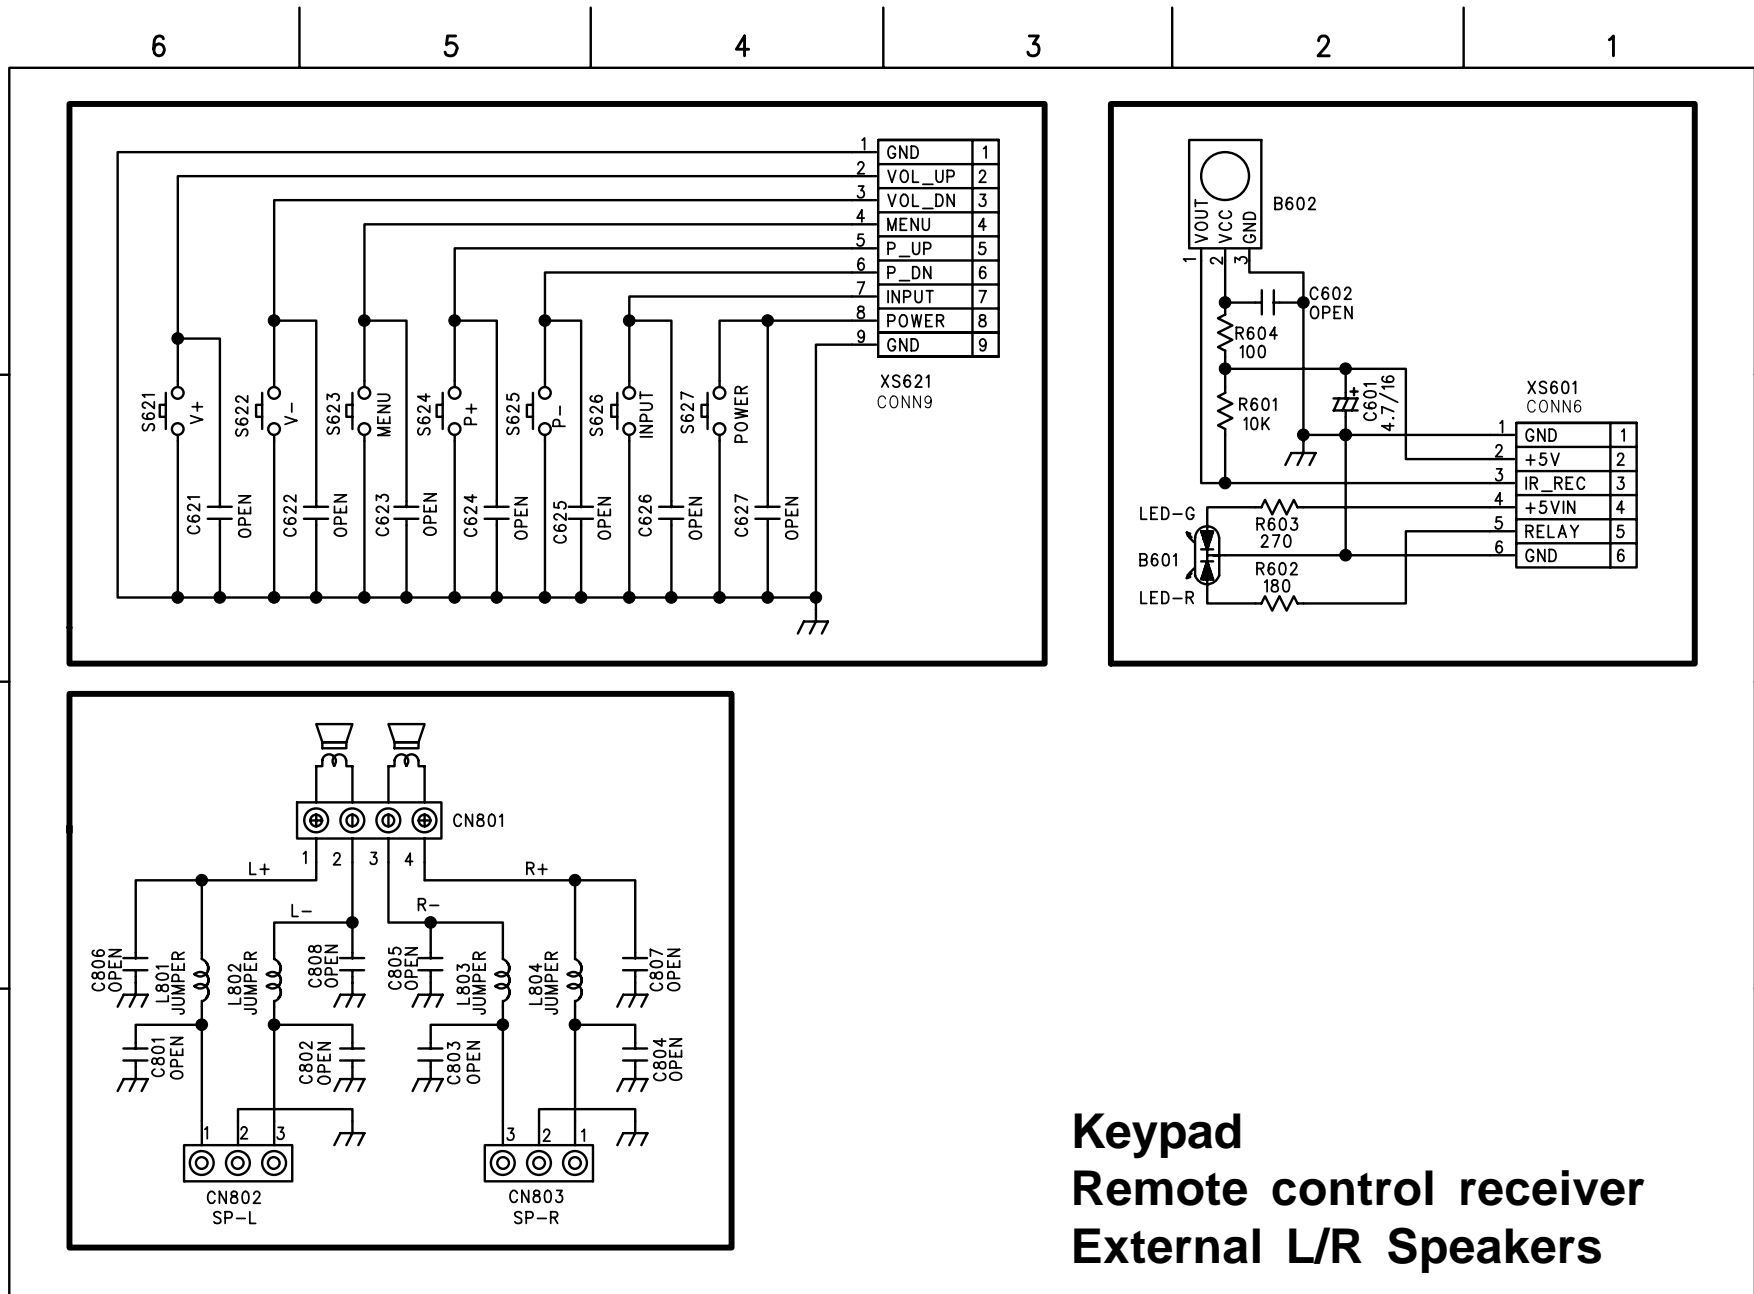 6 5 4 3 2 1
1 GND 1
2 VOL_UP 2
3 VOL_DN 3
4 MENU 4
5 P_UP 5
6 P_DN 6
7 INPUT 7
8 POWER 8
9 GND 9
XS621
CONN9
S621 V+
S622 V-
S623 MENU
S624 P+
S625 P-
S626 INPUT
S627 POWER
C621 OPEN
C622 OPEN
C623 OPEN
C624 OPEN
C625 OPEN
C626 OPEN
C627 OPEN
B602
VOUT VCC GND
1 2 3
C602
OPEN
R604
100
R601
10K
C601
4.7/16
+
XS601
CONN6
1 GND 1
2 +5V 2
3 IR_REC 3
4 +5VIN 4
5 RELAY 5
6 GND 6
LED-G
R603
270
B601
R602
180
LED-R
CN801
1 2 3 4
L+ R+
L- R-
C806
OPEN
L801
JUMPER
L802
JUMPER
C808
OPEN
C805
OPEN
L803
JUMPER
L804
JUMPER
C807
OPEN
C801
OPEN
C802
OPEN
C803
OPEN
C804
OPEN
1 2 3
3 2 1
CN802
SP-L
CN803
SP-R
Keypad
Remote control receiver
External L/R Speakers